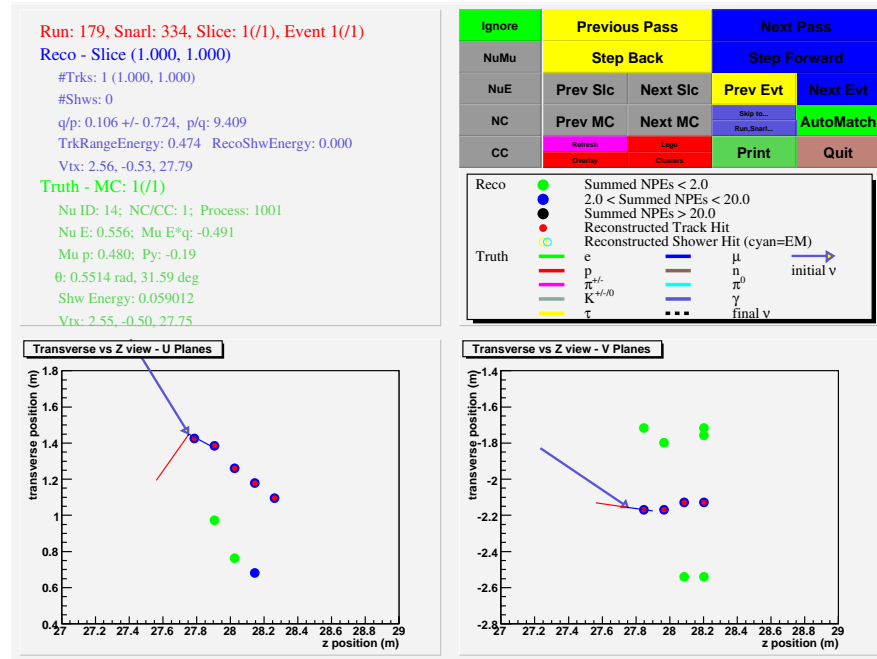 Run: 179, Snarl: 334, Slice: 1(/1), Event 1(/1)
Reco - Slice (1.000, 1.000)
#Trks: 1 (1.000, 1.000)
#Shws: 0
q/p: 0.106 +/- 0.724, p/q: 9.409
TrkRangeEnergy: 0.474 RecoShwEnergy: 0.000
Vtx: 2.56, -0.53, 27.79
Truth - MC: 1(/1)
Nu ID: 14; NC/CC: 1; Process: 1001
Nu E: 0.556; Mu E*q: -0.491
Mu p: 0.480; Py: -0.19
θ: 0.5514 rad, 31.59 deg
Shw Energy: 0.059012
Vtx: 2.55, -0.50, 27.75
Ignore Previous Pass Next Pass
NuMu Step Back Step Forward
NuE Prev Slc Next Slc Prev Evt Next Evt
NC Prev MC Next MC Skip to... Run,Snarl... AutoMatch
CC Refresh Overlay Lego Clusters Print Quit
Reco Summed NPEs < 2.0
2.0 < Summed NPEs < 20.0
Summed NPEs > 20.0
Reconstructed Track Hit
Reconstructed Shower Hit (cyan=EM)
Truth e μ initial ν
p n
π+/- π0
K+/-/0 γ
τ final ν
Transverse vs Z view - U Planes
transverse position (m)
1.8
1.6
1.4
1.2
1
0.8
0.6
0.4
27 27.2 27.4 27.6 27.8 28 28.2 28.4 28.6 28.8 29
z position (m)
Transverse vs Z view - V Planes
transverse position (m)
-1.4
-1.6
-1.8
-2
-2.2
-2.4
-2.6
-2.8
27 27.2 27.4 27.6 27.8 28 28.2 28.4 28.6 28.8 29
z position (m)